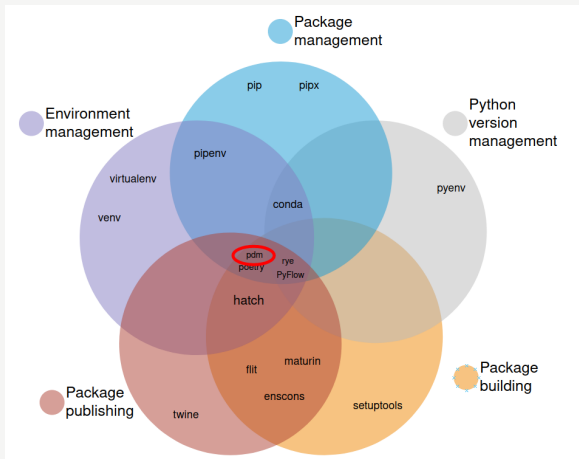 Package
management
pip
pipx
Environment
management
Python
version
management
pipenv
virtualenv
pyenv
conda
venv
pdm
rye
poetry
PyFlow
hatch
maturin
flit
Package
building
enscons
Package
publishing
setuptools
twine